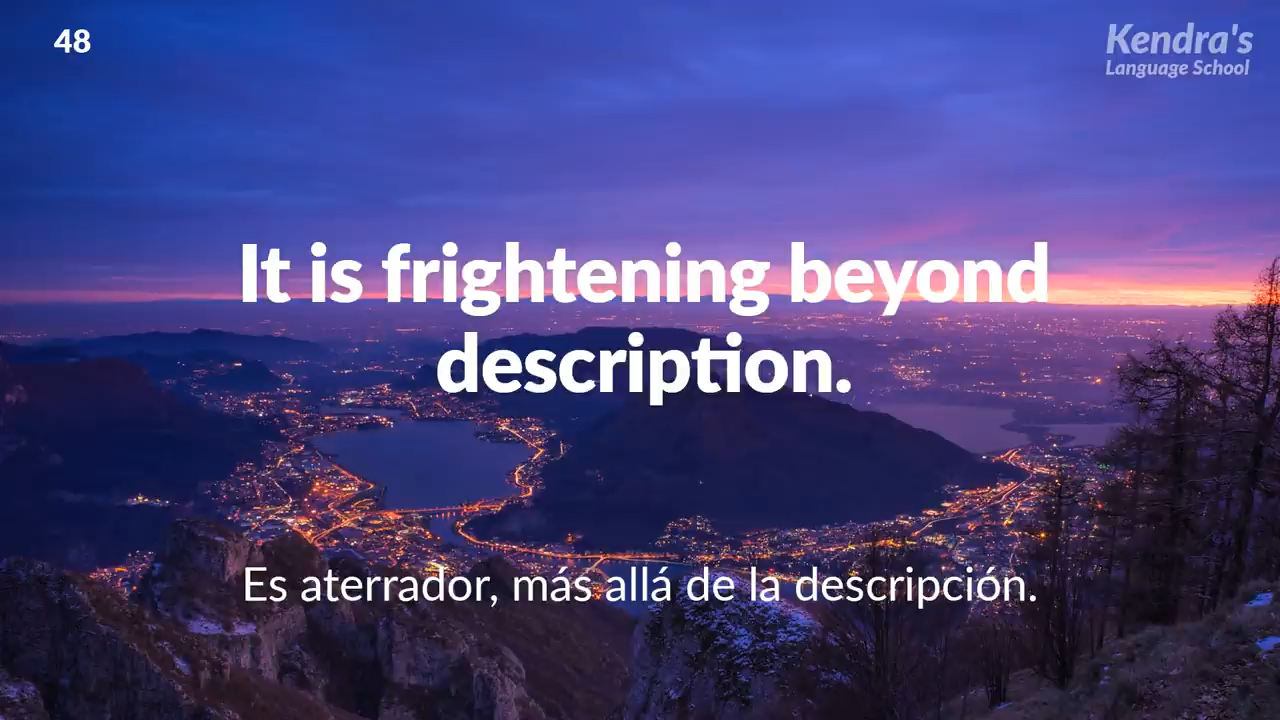 48
Kendra's
Language School
It is frightening beyond
description.
Es aterrador, más allá de la descripción.